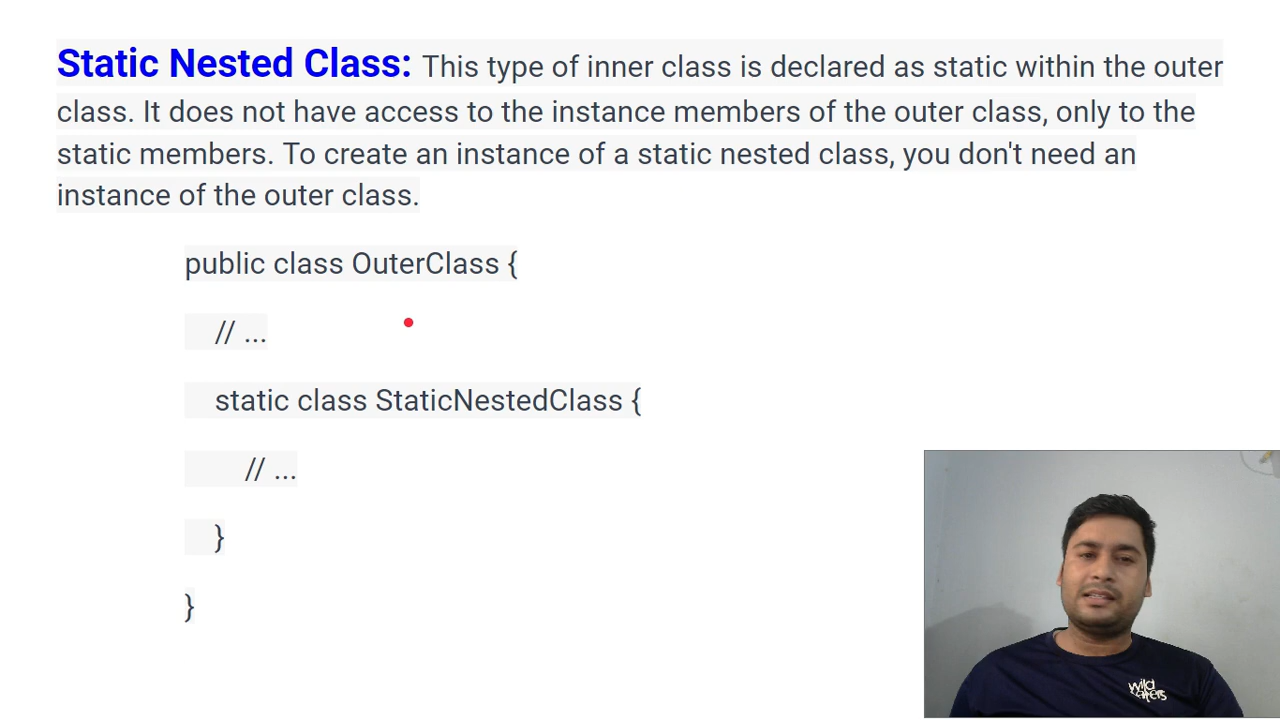 Static Nested Class: This type of inner class is declared as static within the outer
class. It does not have access to the instance members of the outer class, only to the
static members. To create an instance of a static nested class, you don't need an
instance of the outer class.
public class OuterClass {
// ...
static class StaticNestedClass {
// ...
}
}
wild